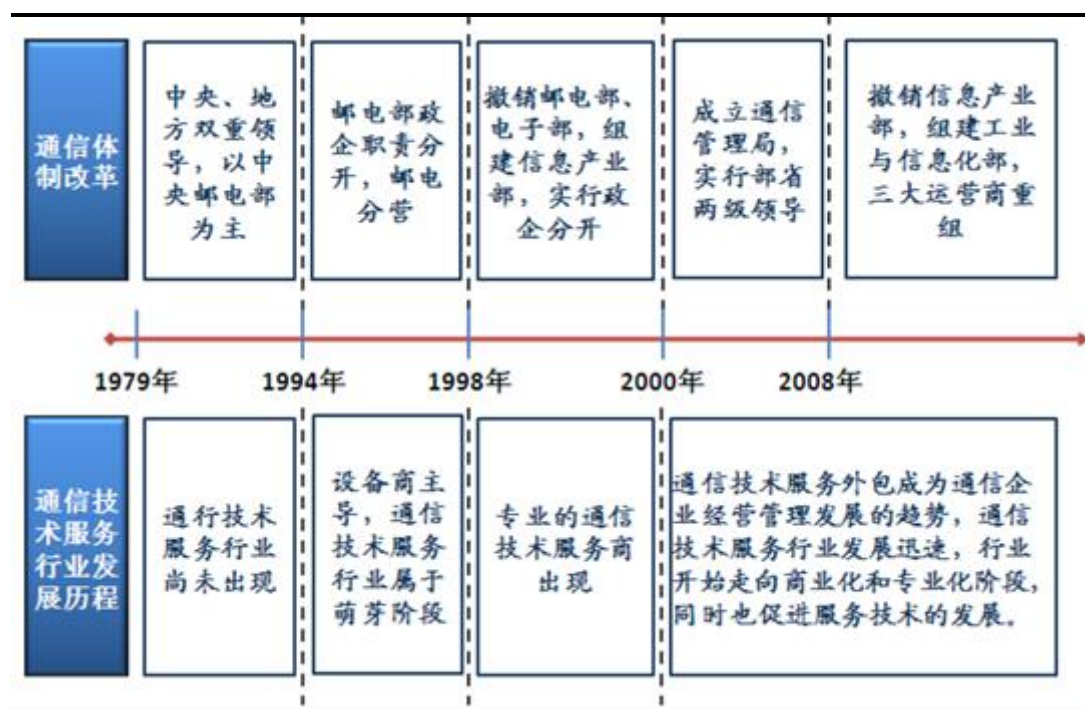 通信体
制改革
中央、地
方双重领
导，以中
央邮电部
为主
邮电部政
企职责分
开，邮电
分营
撤销邮电部、
电子部，组
建信息产业
部，实行政
企分开
成立通信
管理局，
实行部省
两级领导
撤销信息产业
部，组建工业
与信息化部，
三大运营商重
组
1979年
1994年
1998年
2000年
2008年
通信技
术服务
行业发
展历程
通行技术
服务行业
尚未出现
设备商主
导，通信
技术服务
行业属于
萌芽阶段
专业的通信
技术服务商
出现
通信技术服务外包成为通信企
业经营管理发展的趋势，通信
技术服务行业发展迅速，行业
开始走向商业化和专业化阶段，
同时也促进服务技术的发展。